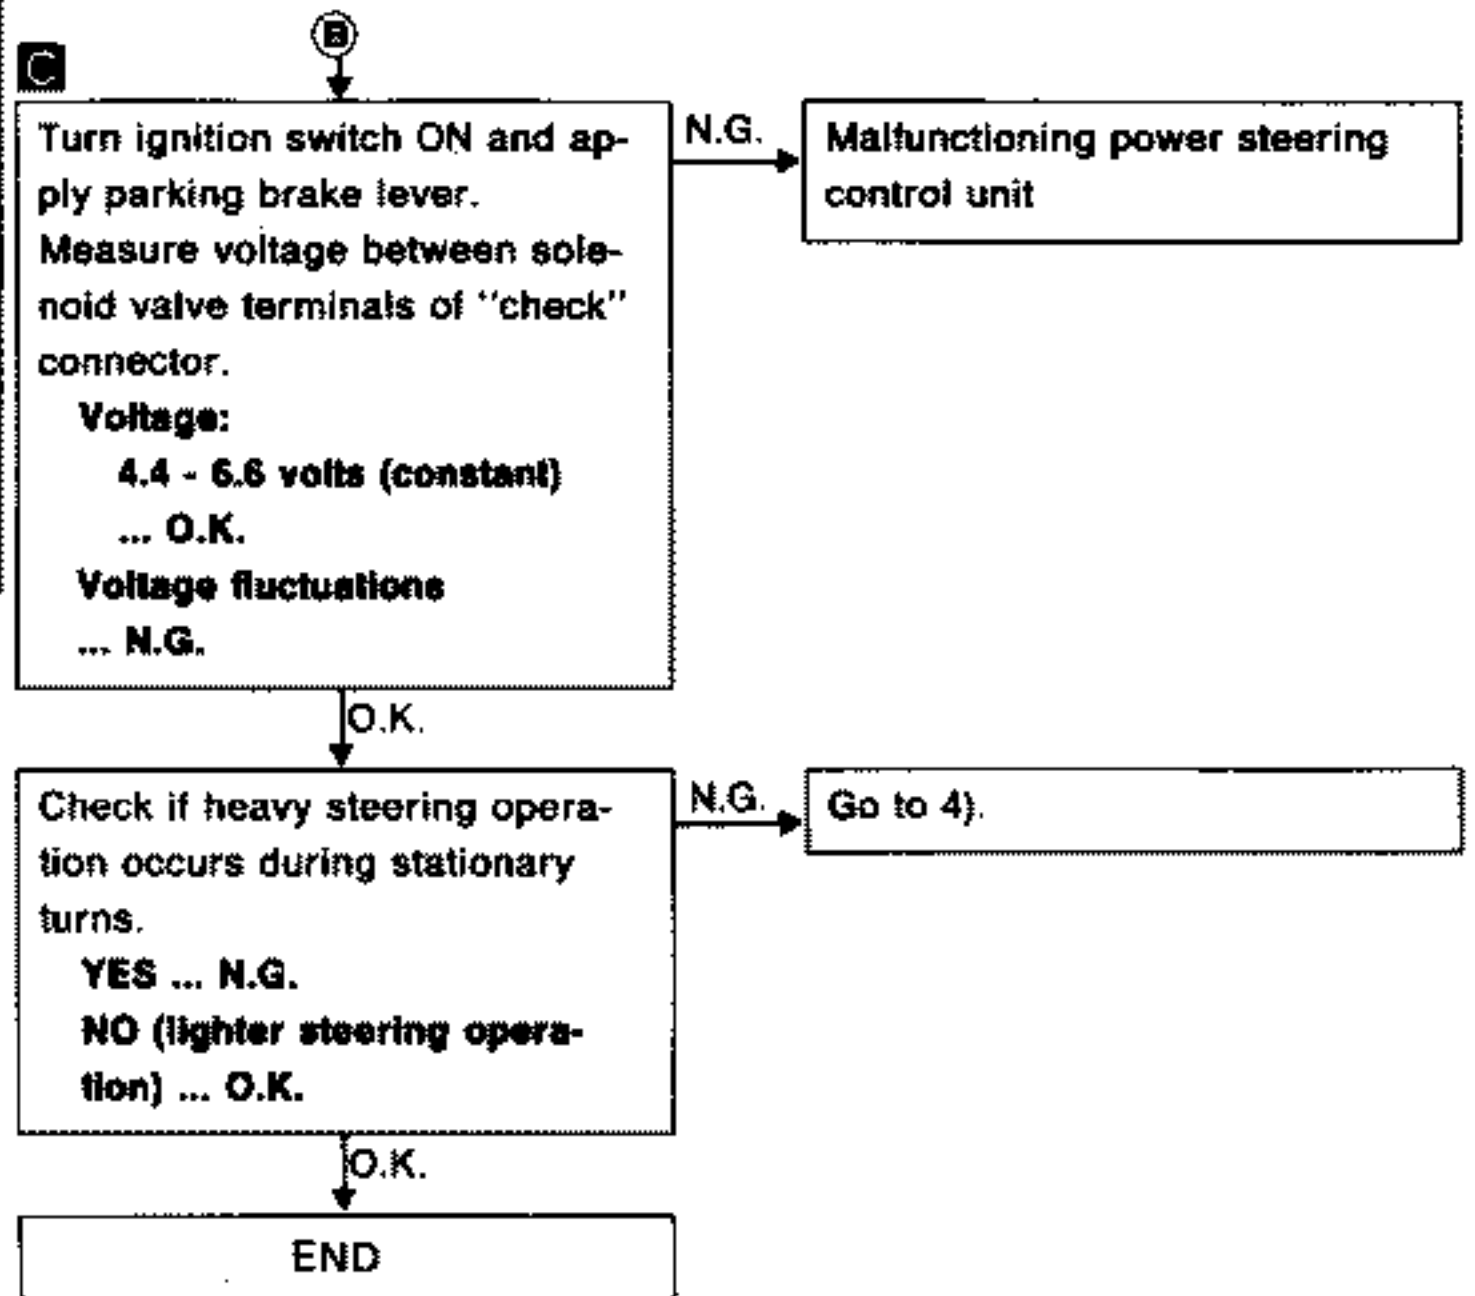 B
C
Turn ignition switch ON and ap-
ply parking brake lever.
Measure voltage between sole-
noid valve terminals of "check"
connector.
Voltage:
4.4 - 6.6 volts (constant)
... O.K.
Voltage fluctuations
... N.G.
N.G.
Malfunctioning power steering
control unit
O.K.
Check if heavy steering opera-
tion occurs during stationary
turns.
YES ... N.G.
NO (lighter steering opera-
tion) ... O.K.
N.G.
Go to 4).
O.K.
END